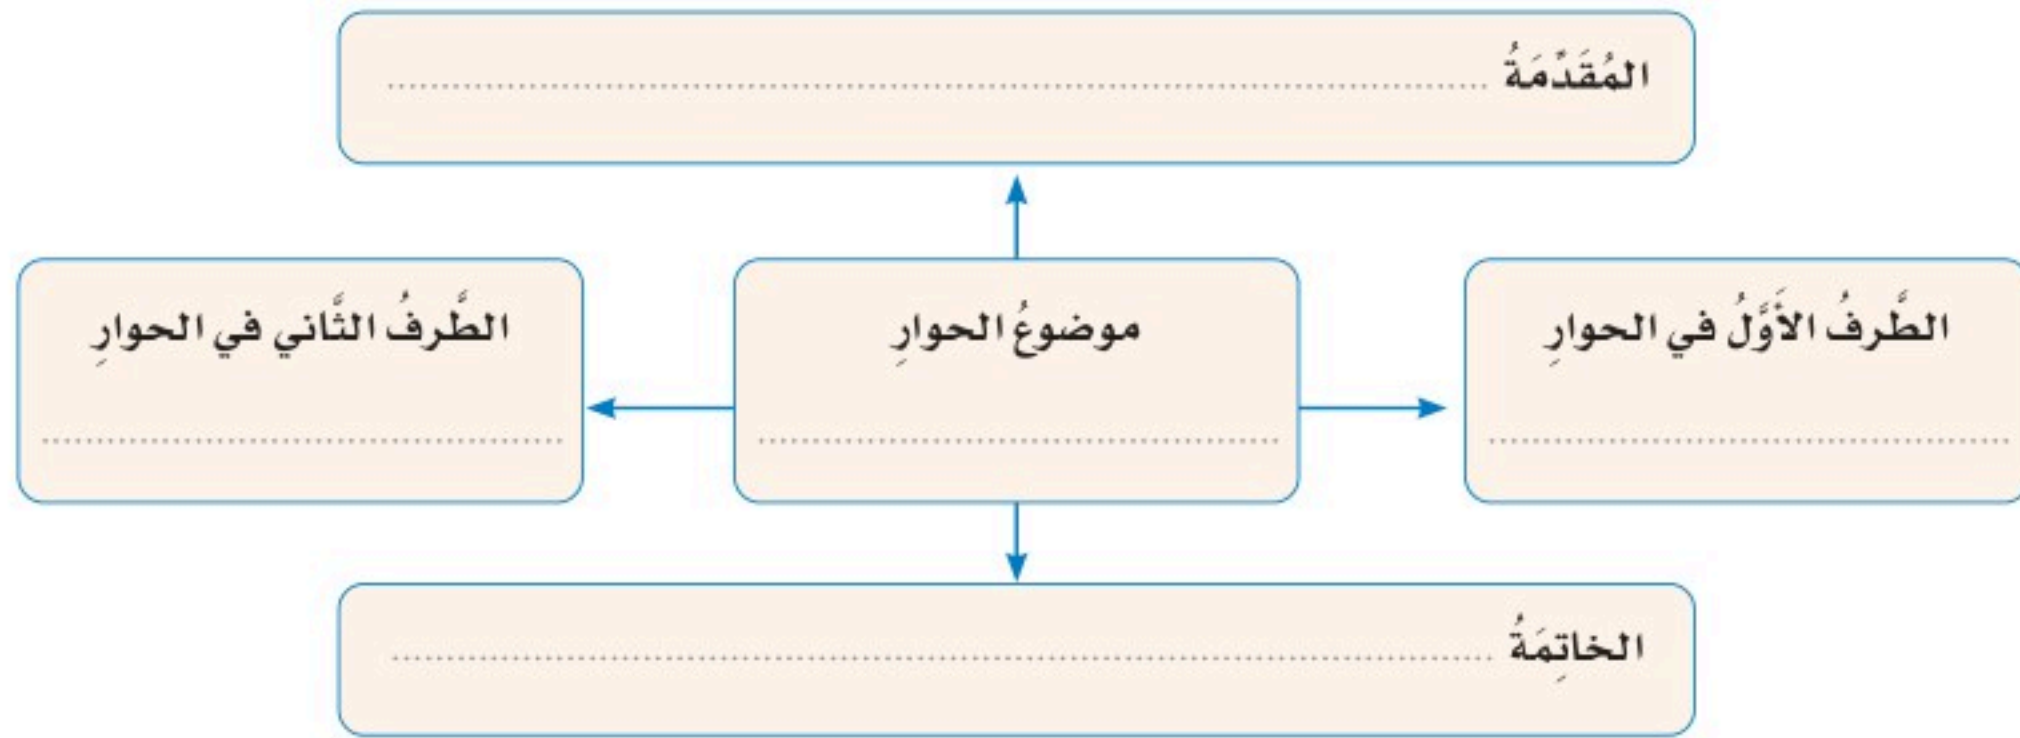 المُقَدَّمَةُ ........................................................................
الطَّرفُ الأَوَّلُ في الحوارِ
........................................
موضوعُ الحوارِ
........................................
الطَّرفُ الثَّاني في الحوارِ
........................................
الخاتِمَةُ ........................................................................